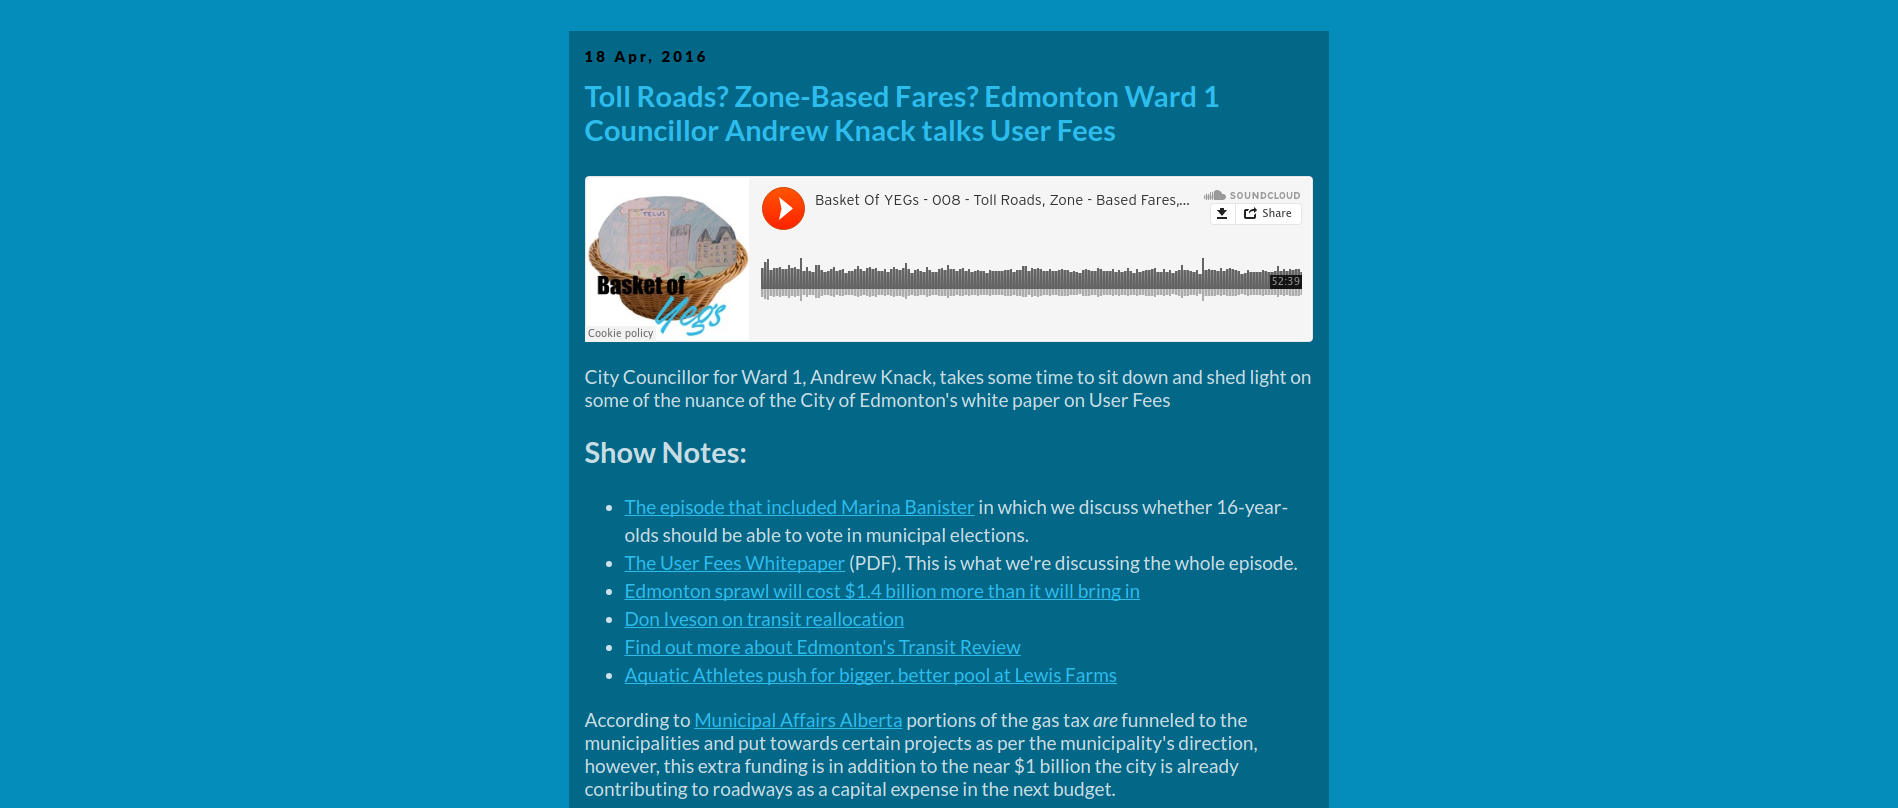 18 Apr, 2016
Toll Roads? Zone-Based Fares? Edmonton Ward 1
Councillor Andrew Knack talks User Fees
TELUS
Basket of
Yegs
Cookie policy
Basket Of YEGs - 008 - Toll Roads, Zone - Based Fares,...
SOUNDCLOUD
Share
52:39
City Councillor for Ward 1, Andrew Knack, takes some time to sit down and shed light on
some of the nuance of the City of Edmonton's white paper on User Fees
Show Notes:
The episode that included Marina Banister in which we discuss whether 16-year-
olds should be able to vote in municipal elections.
The User Fees Whitepaper (PDF). This is what we're discussing the whole episode.
Edmonton sprawl will cost $1.4 billion more than it will bring in
Don Iveson on transit reallocation
Find out more about Edmonton's Transit Review
Aquatic Athletes push for bigger, better pool at Lewis Farms
According to Municipal Affairs Alberta portions of the gas tax are funneled to the
municipalities and put towards certain projects as per the municipality's direction,
however, this extra funding is in addition to the near $1 billion the city is already
contributing to roadways as a capital expense in the next budget.